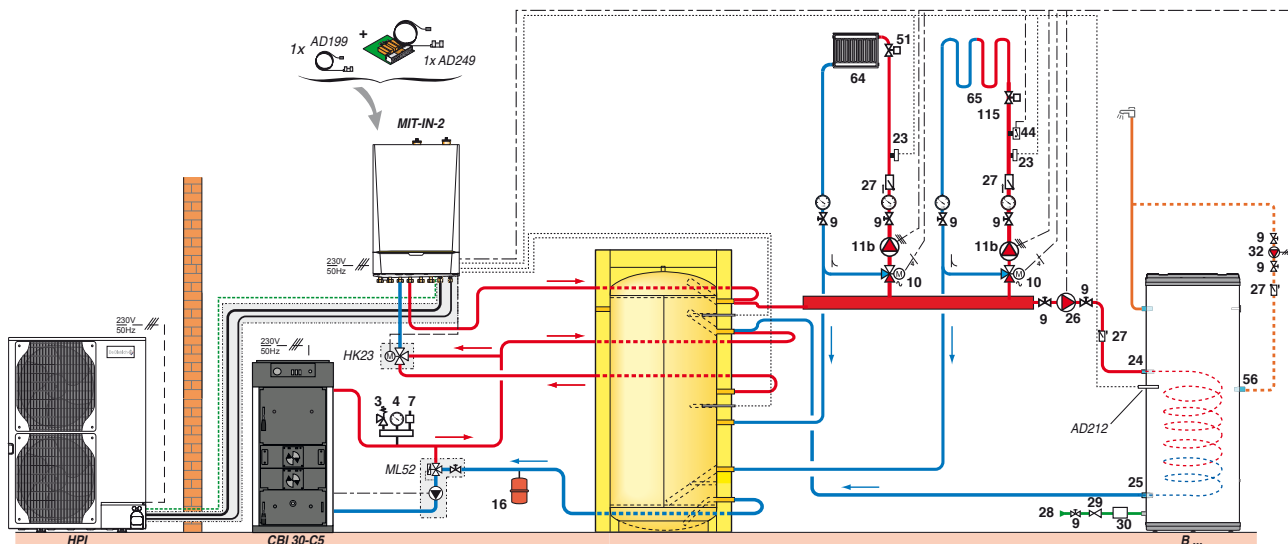 1x AD199
+
1x AD249
MIT-IN-2
230V
50Hz
230V
50Hz
230V
50Hz
HPI
CBI 30-C5
HK23
M
3 4 7
ML52
16
64
51
23
27
9
9
11b
M
10
65
115
44
23
27
9
9
11b
M
10
9
26
9
27
24
56
AD212
25
28
9
29
30
B ...
9
32
9
27